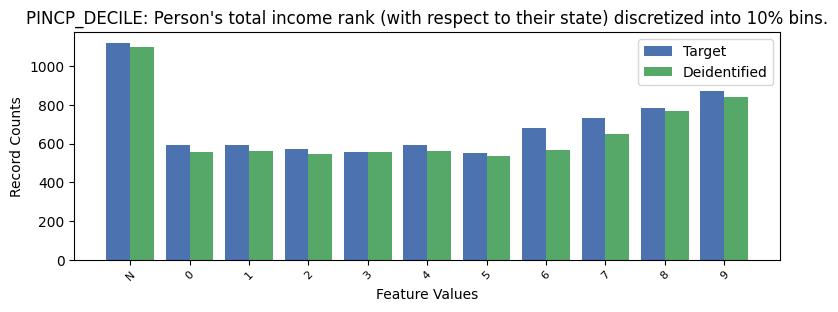 PINCP_DECILE: Person's total income rank (with respect to their state) discretized into 10% bins.
Target
Deidentified
Record Counts
1000
800
600
400
200
0
N 0 1 2 3 4 5 6 7 8 9
Feature Values